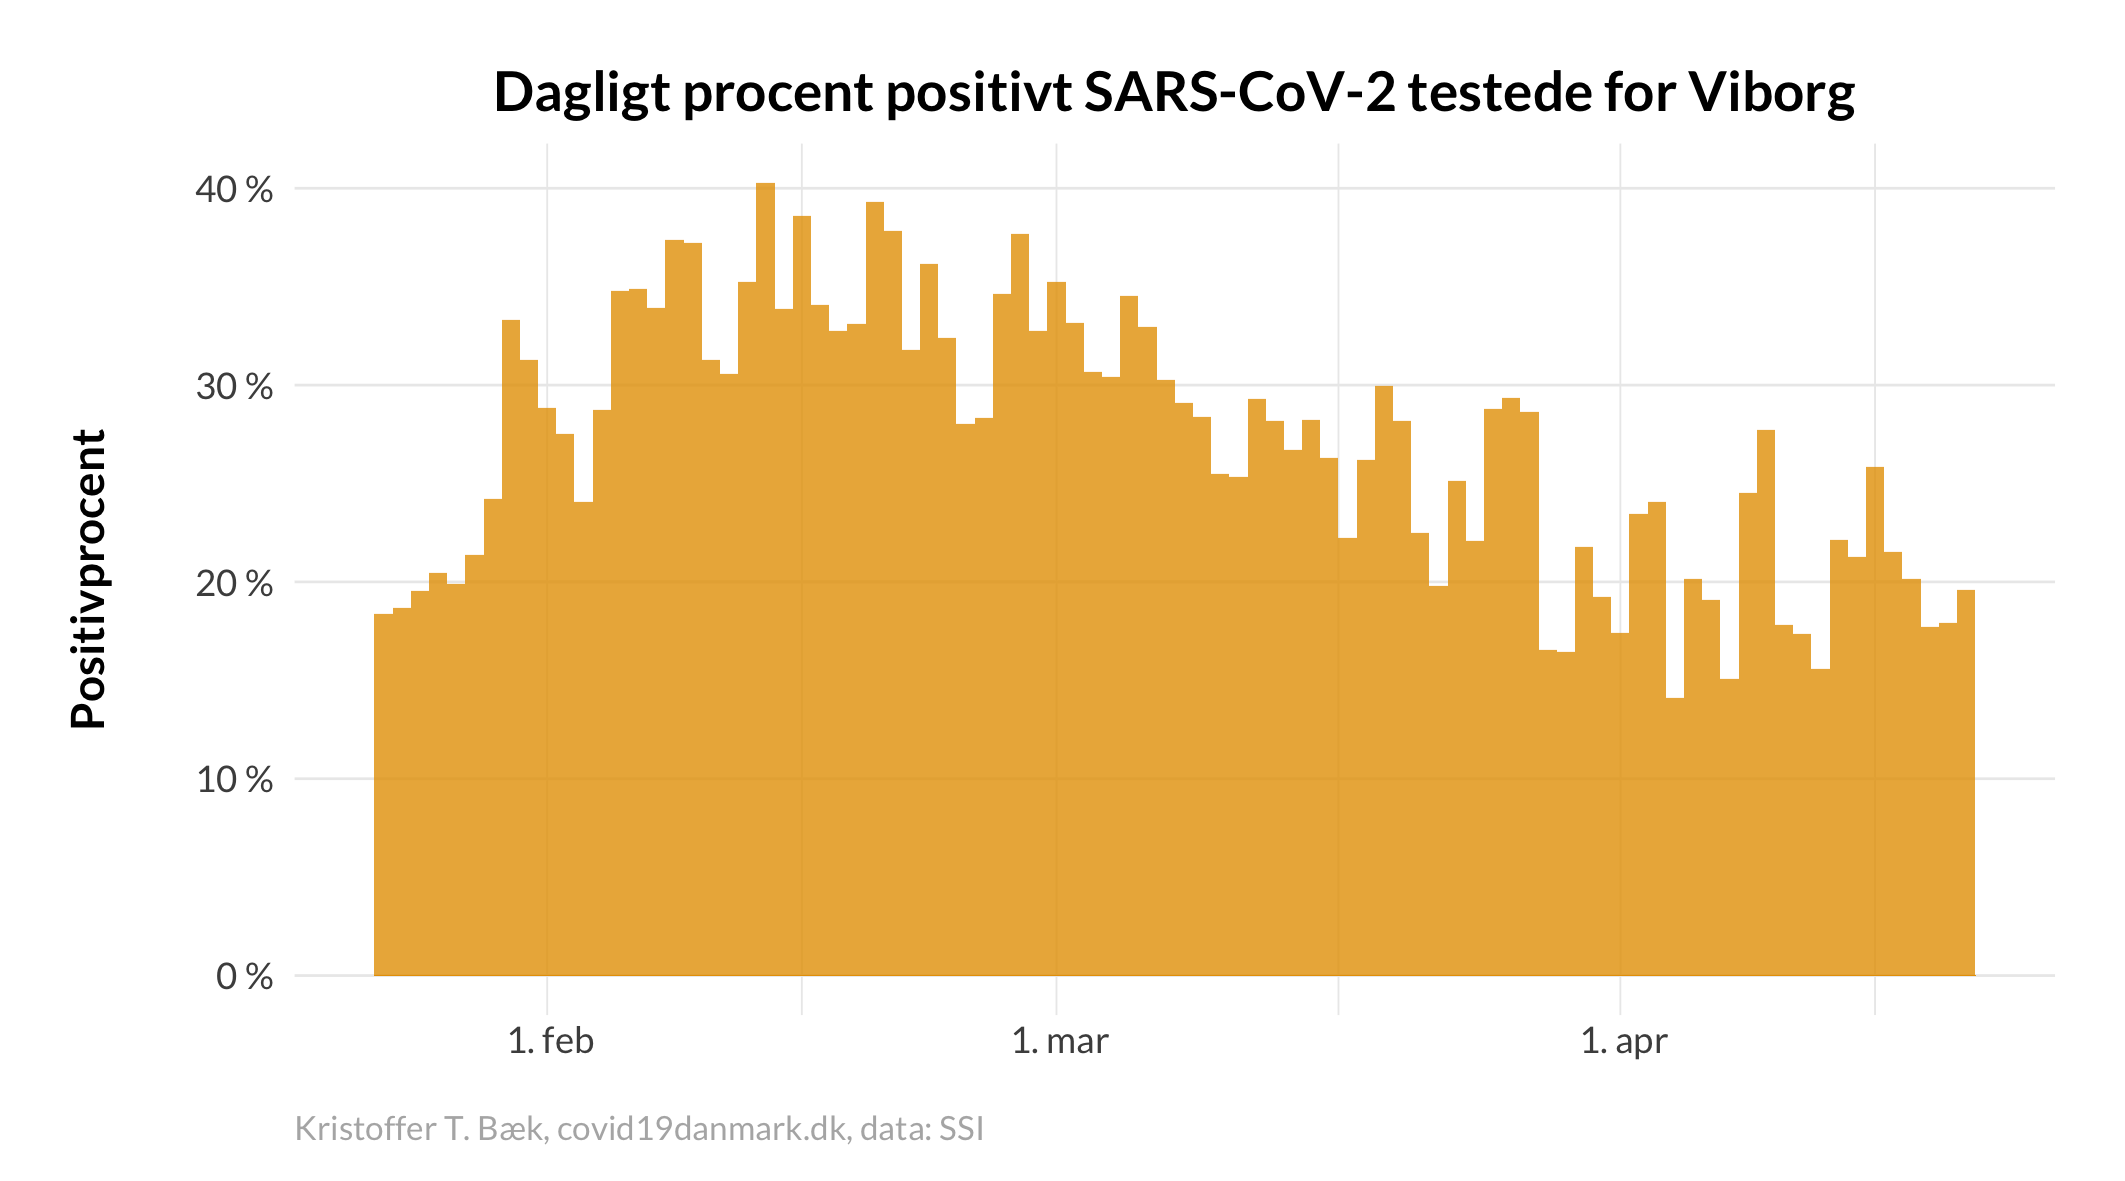 Dagligt procent positivt SARS-CoV-2 testede for Viborg
Positivprocent
40 %
30 %
20 %
10 %
0 %
1. feb
1. mar
1. apr
Kristoffer T. Bæk, covid19danmark.dk, data: SSI